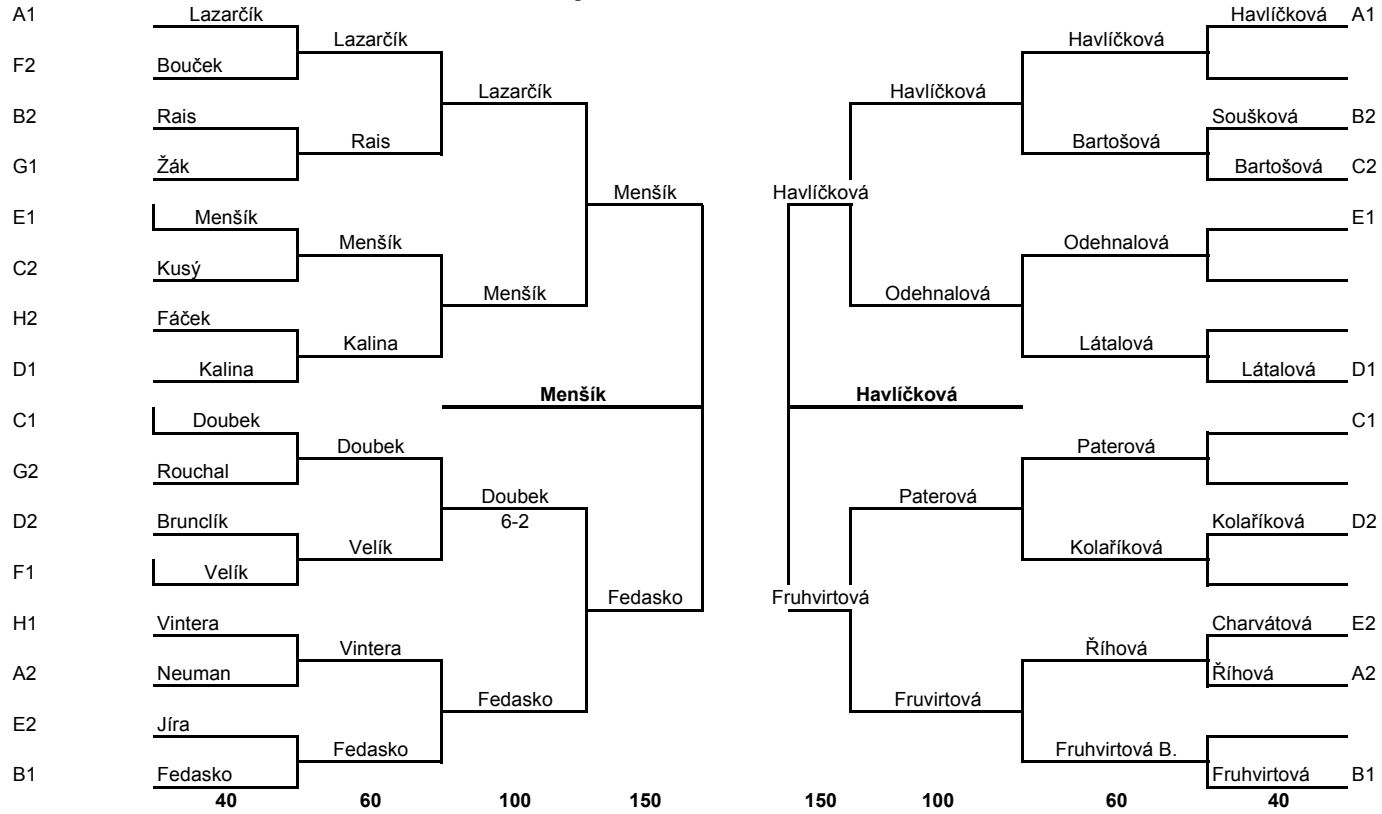 A1 Lazarčík Havlíčková A1
Lazarčík Havlíčková
F2 Bouček
Lazarčík Havlíčková
B2 Rais Soušková B2
Rais Bartošová
G1 Žák Bartošová C2
Menšík Havlíčková
E1 Menšík E1
Menšík Odehnalová
C2 Kusý
Menšík Odehnalová
H2 Fáček
Kalina Látalová
D1 Kalina Látalová D1
Menšík Havlíčková
C1 Doubek C1
Doubek Paterová
G2 Rouchal
Doubek Paterová
D2 Brunclík 6-2 Kolaříková D2
Velík Kolaříková
F1 Velík
Fedasko Fruhvirtová
H1 Vintera Charvátová E2
Vintera Říhová
A2 Neuman Říhová A2
Fedasko Fruvirtová
E2 Jíra
Fedasko Fruhvirtová B.
B1 Fedasko Fruhvirtová B1
40 60 100 150 150 100 60 40